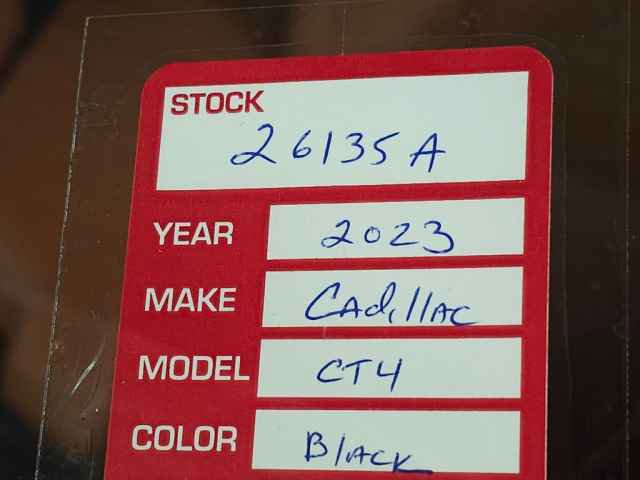 STOCK
26135A
YEAR 2023
MAKE Cadillac
MODEL CT4
COLOR Black